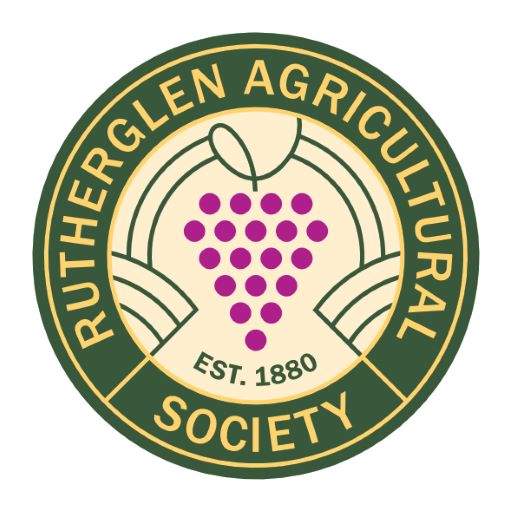 RUTHERGLEN AGRICULTURAL
SOCIETY
EST. 1880